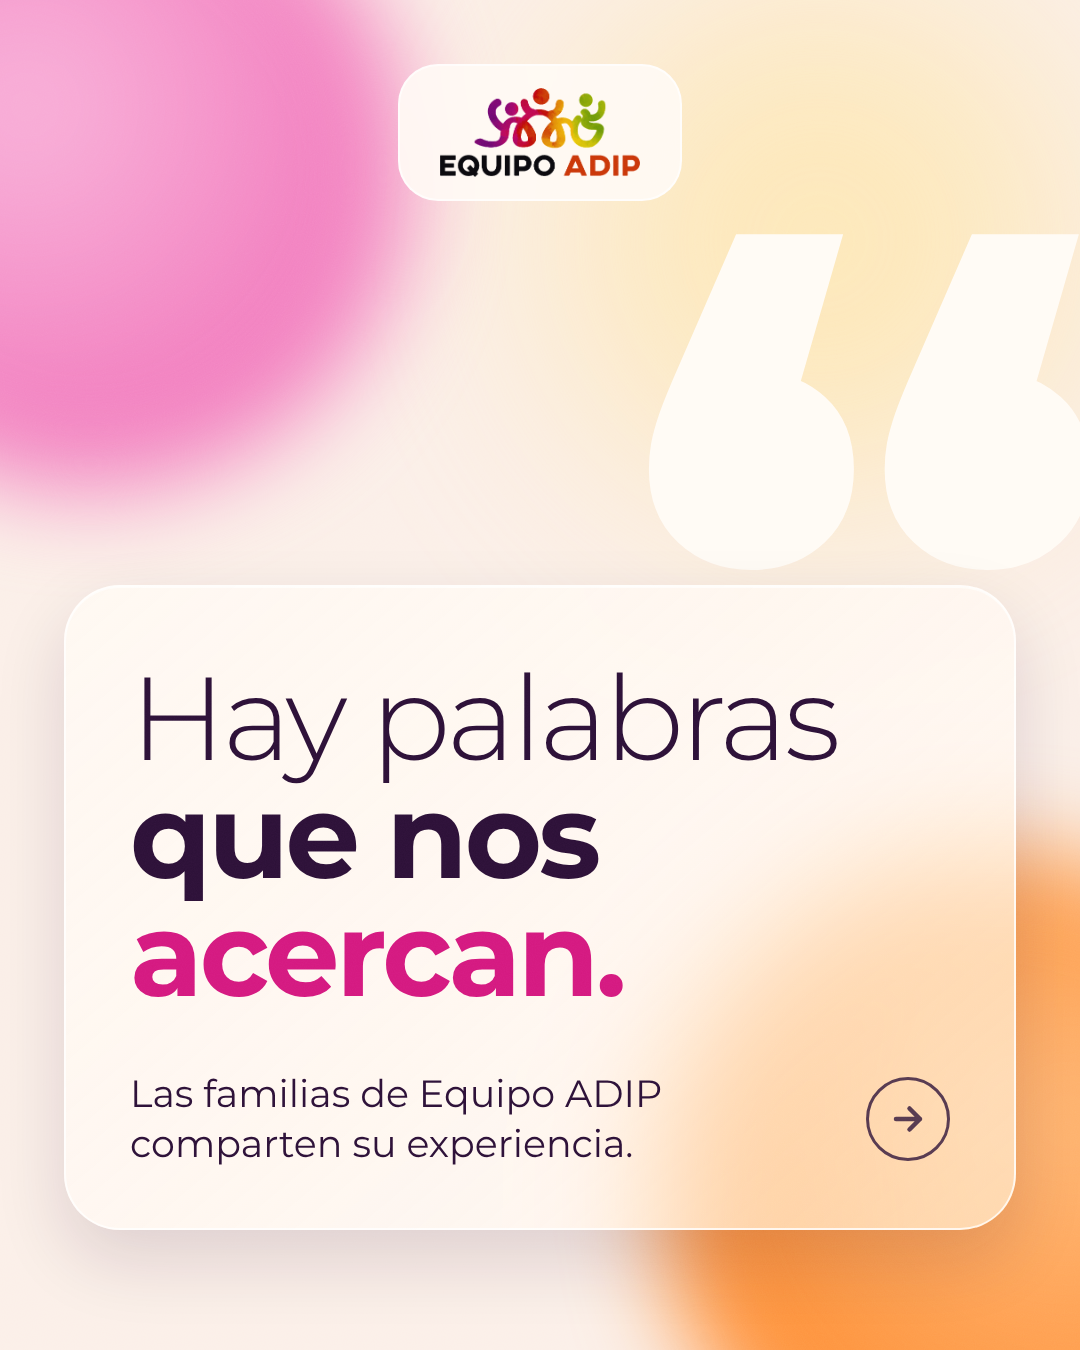 EQUIPO ADIP
“
Hay palabras
que nos
acercan.
Las familias de Equipo ADIP
comparten su experiencia.